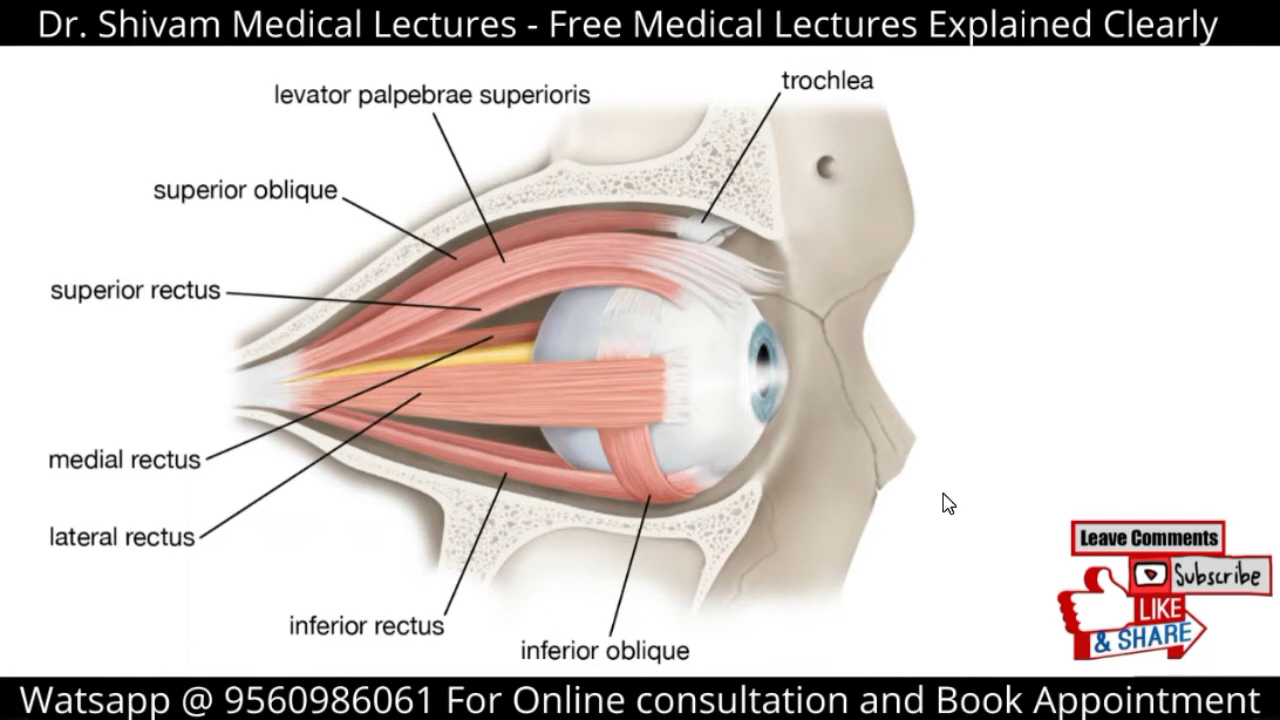 Dr. Shivam Medical Lectures - Free Medical Lectures Explained Clearly
trochlea
levator palpebrae superioris
superior oblique
superior rectus
medial rectus
lateral rectus
inferior rectus
inferior oblique
Leave Comments
Subscribe
LIKE
& SHARE
Watsapp @ 9560986061 For Online consultation and Book Appointment